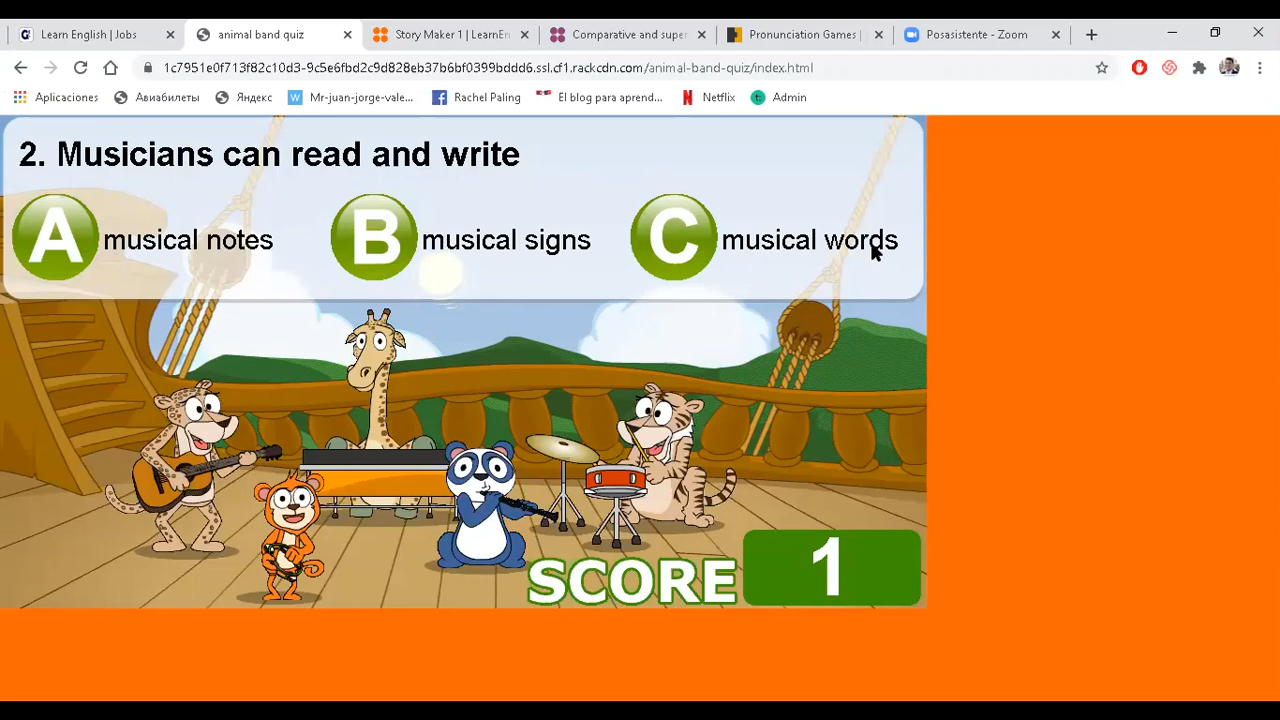 Learn English | Jobs
animal band quiz
Story Maker 1 | LearnEn
Comparative and super
Pronunciation Games |
Posasistente - Zoom
1c7951e0f713f82c10d3-9c5e6fbd2c9d828eb37b6bf0399bddd6.ssl.cf1.rackcdn.com/animal-band-quiz/index.html
Aplicaciones
Авиабилеты
Яндекс
Mr-juan-jorge-vale...
Rachel Paling
El blog para aprend...
Netflix
Admin
2. Musicians can read and write
A musical notes
B musical signs
C musical words
SCORE 1